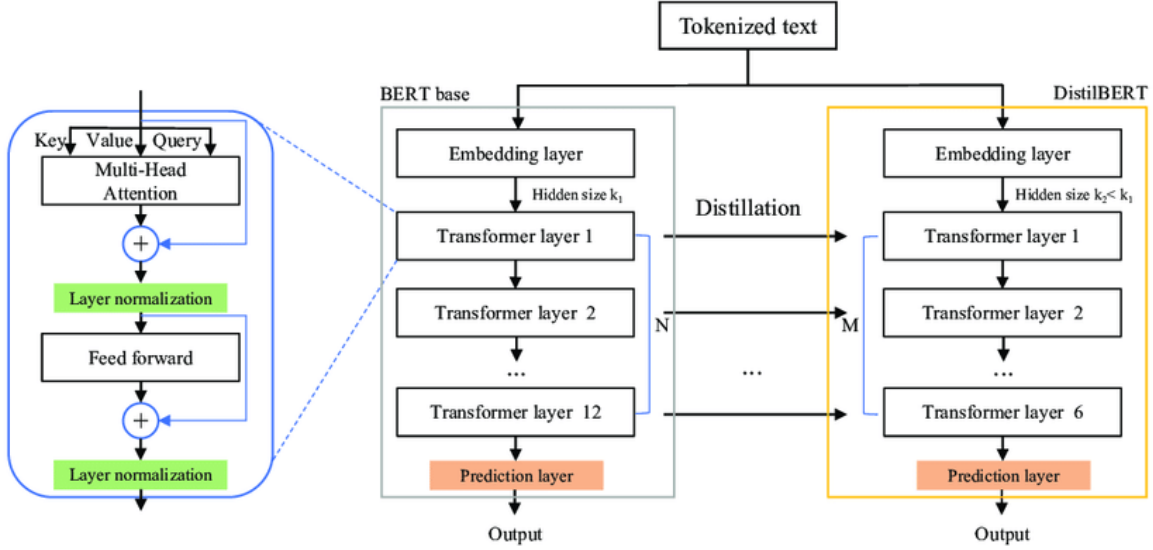 Tokenized text
BERT base
DistilBERT
Key Value Query
Multi-Head
Attention
+
Layer normalization
Feed forward
+
Layer normalization
Embedding layer
Hidden size k₁
Transformer layer 1
Transformer layer 2
...
Transformer layer 12
N
Prediction layer
Output
Distillation
...
Embedding layer
Hidden size k₂< k₁
Transformer layer 1
Transformer layer 2
...
Transformer layer 6
M
Prediction layer
Output